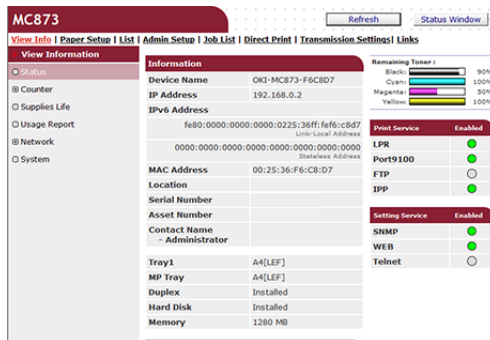 MC873
Refresh
Status Window
View Info | Paper Setup | List | Admin Setup | Job List | Direct Print | Transmission Settings| Links
View Information
Status
Counter
Supplies Life
Usage Report
Network
System
Information
Device Name OKI-MC873-F6C8D7
IP Address 192.168.0.2
IPv6 Address
fe80:0000:0000:0000:0225:36ff:fef6:c8d7
Link-Local Address
0000:0000:0000:0000:0000:0000:0000:0000
Stateless Address
MAC Address 00:25:36:F6:C8:D7
Location
Serial Number
Asset Number
Contact Name
- Administrator
Tray1 A4[LEF]
MP Tray A4[LEF]
Duplex Installed
Hard Disk Installed
Memory 1280 MB
Remaining Toner :
Black: 90%
Cyan: 100%
Magenta: 50%
Yellow: 100%
Print Service Enabled
LPR
Port9100
FTP
IPP
Setting Service Enabled
SNMP
WEB
Telnet